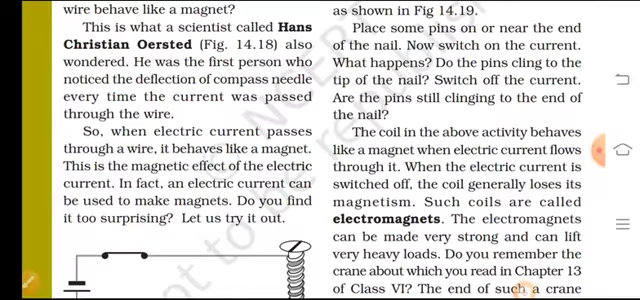 wire behave like a magnet?
This is what a scientist called Hans
Christian Oersted (Fig. 14.18) also
wondered. He was the first person who
noticed the deflection of compass needle
every time the current was passed
through the wire.
So, when electric current passes
through a wire, it behaves like a magnet.
This is the magnetic effect of the electric
current. In fact, an electric current can
be used to make magnets. Do you find
it too surprising? Let us try it out.
as shown in Fig 14.19.
Place some pins on or near the end
of the nail. Now switch on the current.
What happens? Do the pins cling to the
tip of the nail? Switch off the current.
Are the pins still clinging to the end of
the nail?
The coil in the above activity behaves
like a magnet when electric current flows
through it. When the electric current is
switched off, the coil generally loses its
magnetism. Such coils are called
electromagnets. The electromagnets
can be made very strong and can lift
very heavy loads. Do you remember the
crane about which you read in Chapter 13
of Class VI? The end of such a crane
© NCERT
not to be republished